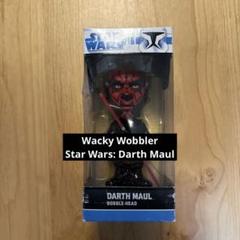 STAR WARS
Wacky Wobbler
Star Wars: Darth Maul
DARTH MAUL
BOBBLE-HEAD